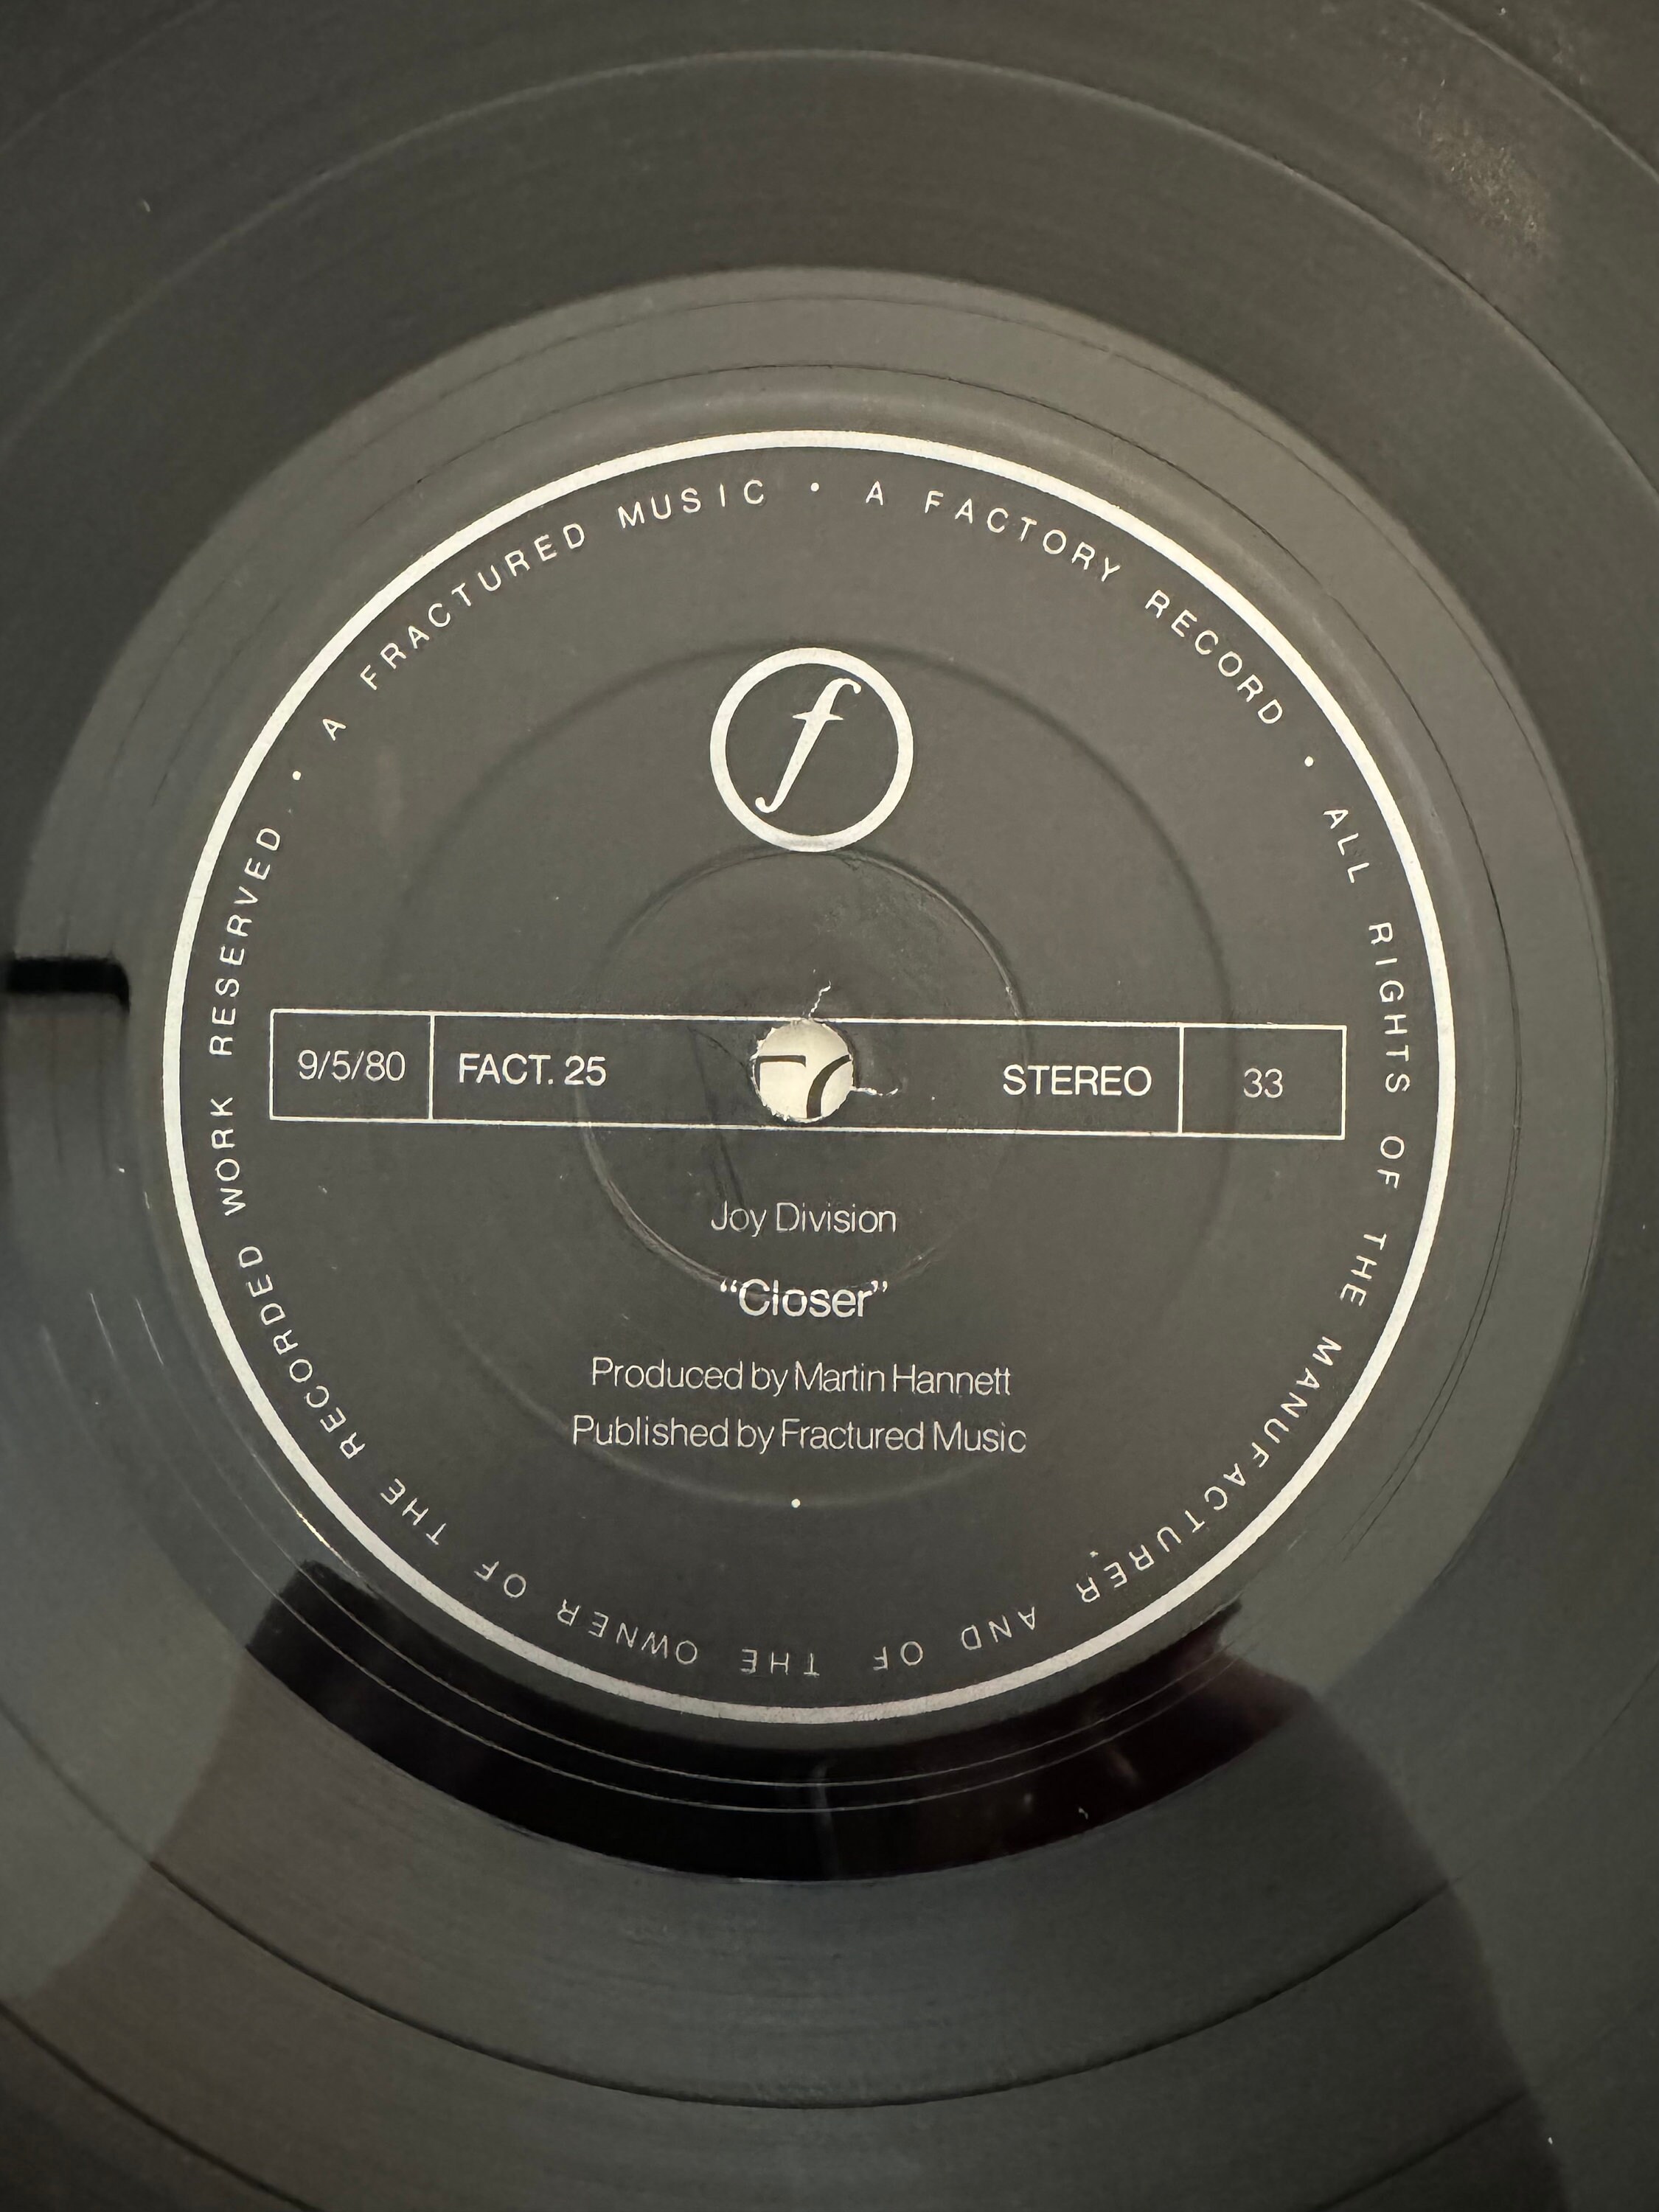 A FRACTURED MUSIC • A FACTORY RECORD • ALL RIGHTS OF THE MANUFACTURER AND OF THE OWNER OF THE RECORDED WORK RESERVED •
f
9/5/80 FACT. 25 STEREO 33
Joy Division
“Closer”
Produced by Martin Hannett
Published by Fractured Music